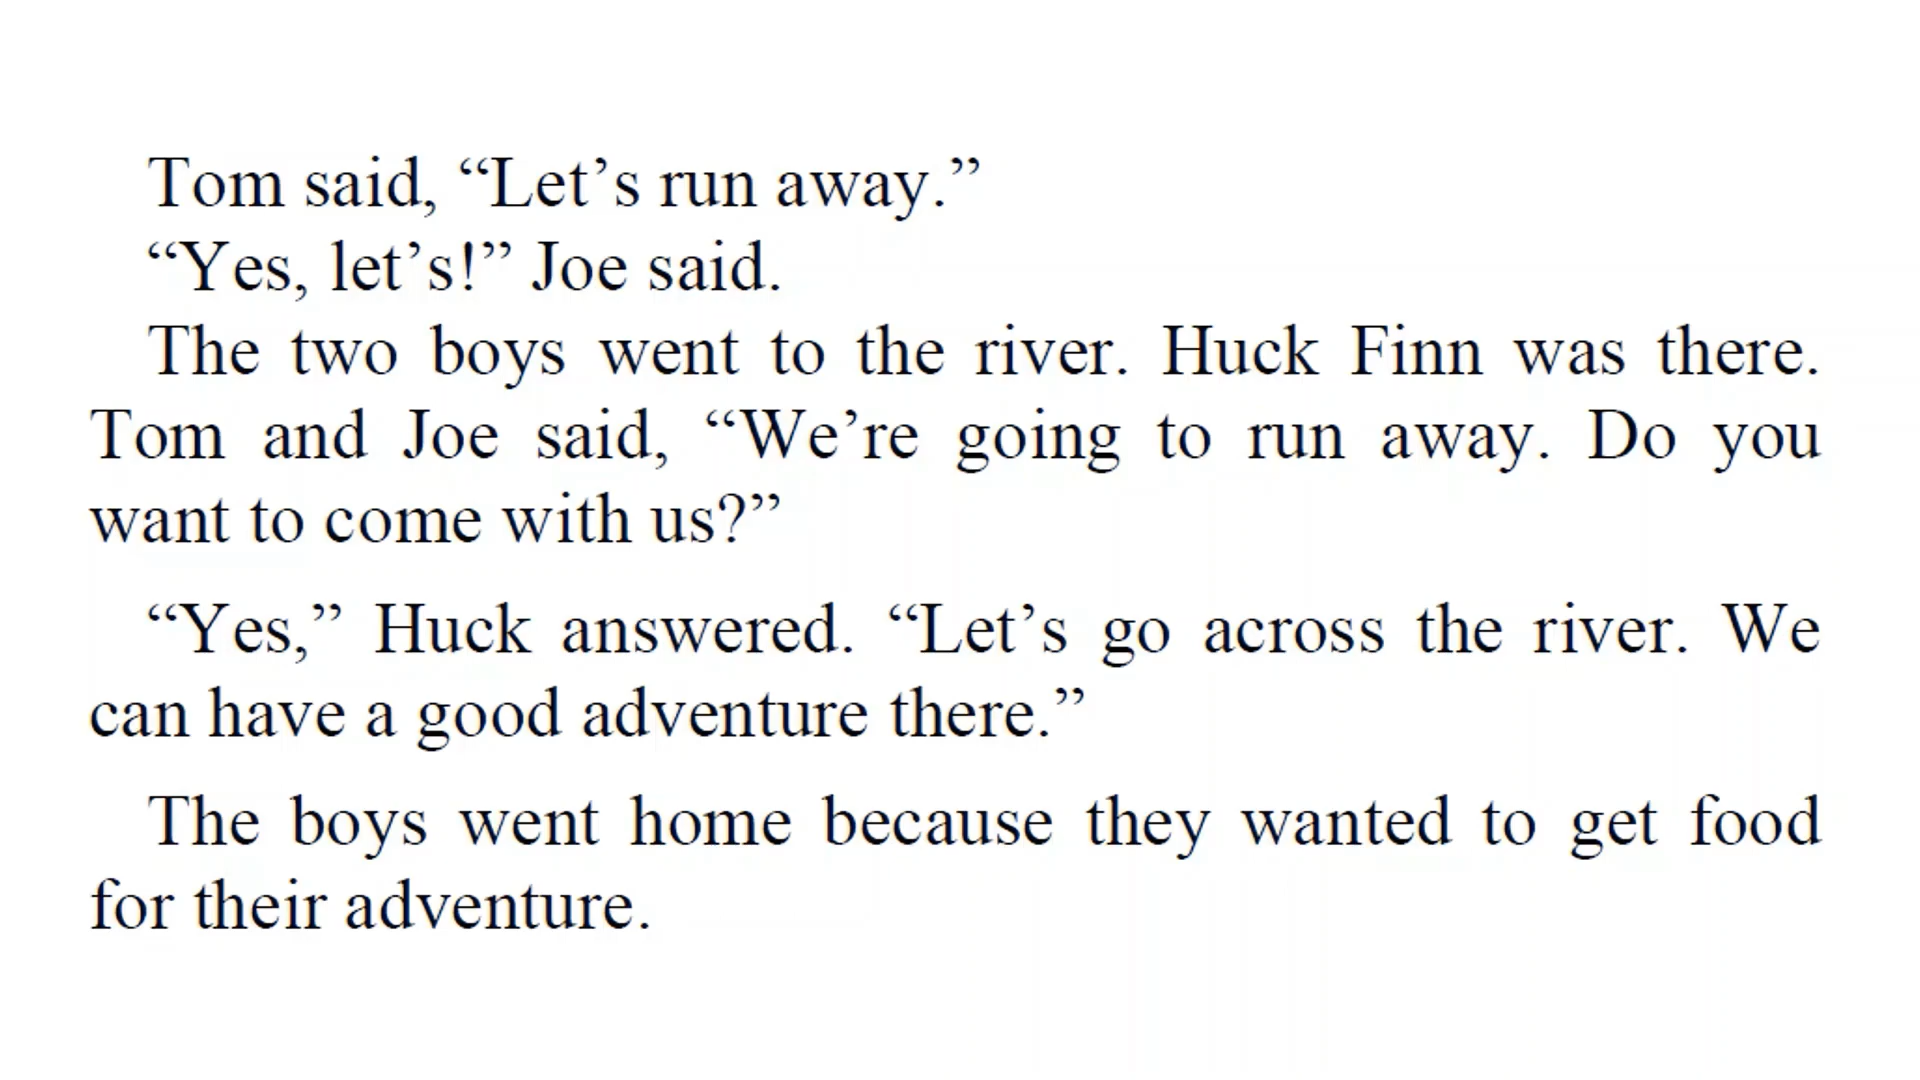 Tom said, “Let’s run away.”
“Yes, let’s!” Joe said.
The two boys went to the river. Huck Finn was there.
Tom and Joe said, “We’re going to run away. Do you
want to come with us?”
“Yes,” Huck answered. “Let’s go across the river. We
can have a good adventure there.”
The boys went home because they wanted to get food
for their adventure.